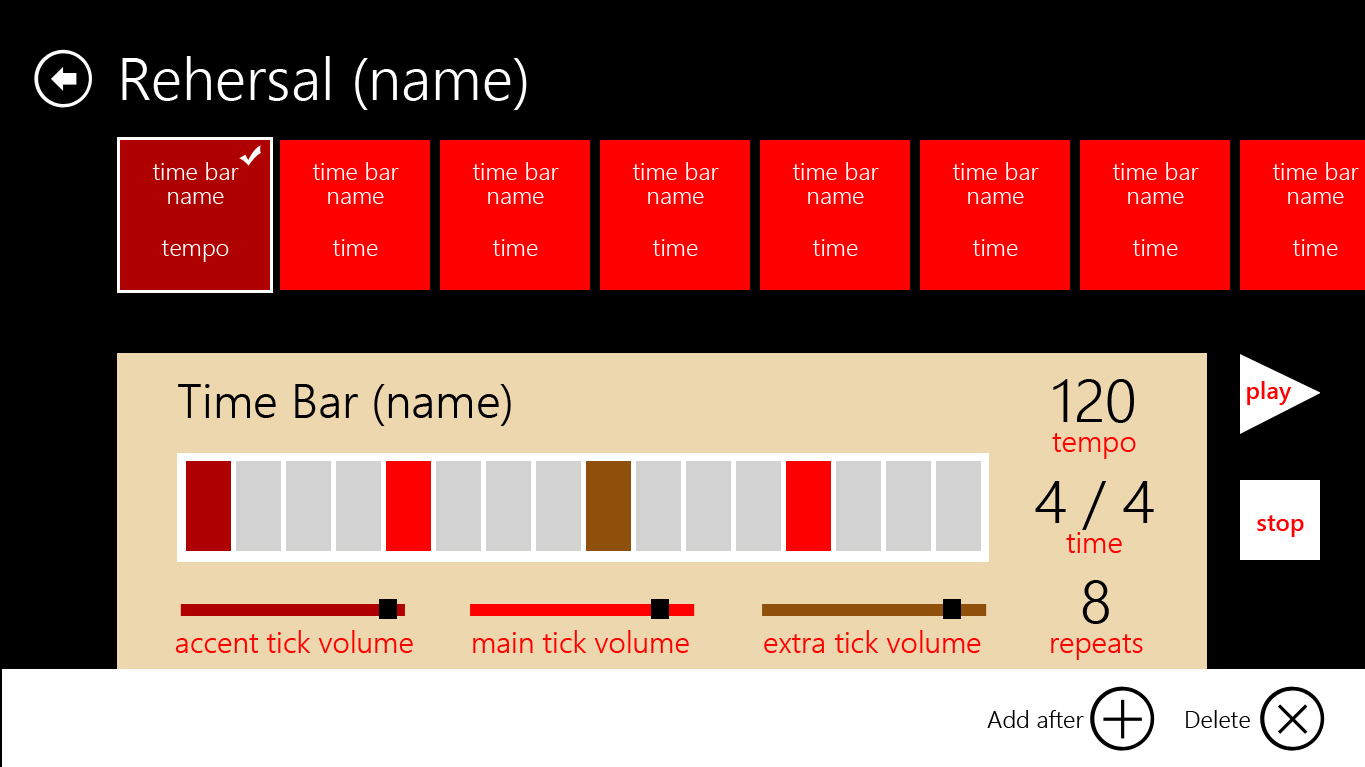 Rehersal (name)
time bar
name
tempo
time bar
name
time
time bar
name
time
time bar
name
time
time bar
name
time
time bar
name
time
time bar
name
time
time bar
name
time
Time Bar (name)
120
tempo
4 / 4
time
8
repeats
accent tick volume
main tick volume
extra tick volume
play
stop
Add after
Delete